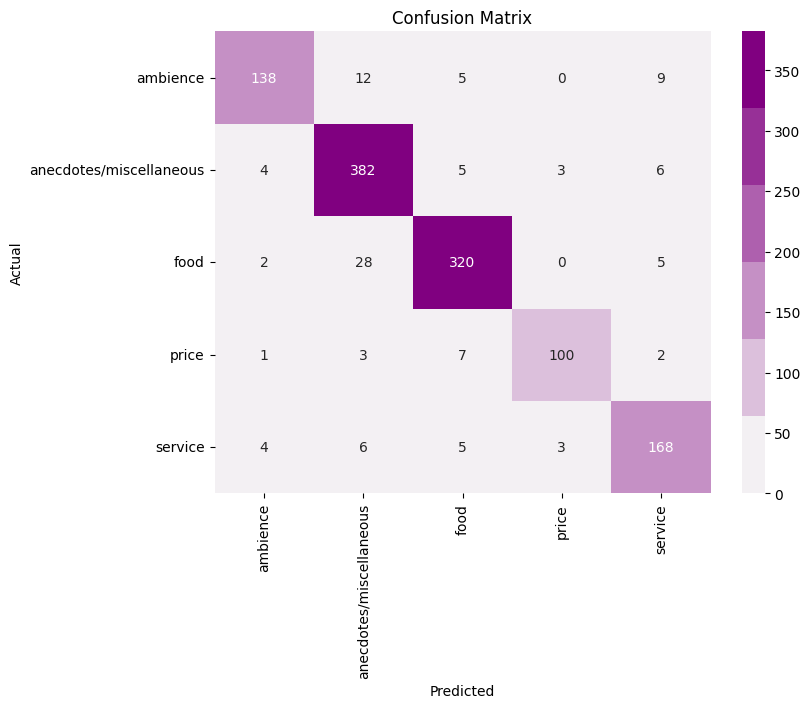 Confusion Matrix
ambience 138 12 5 0 9
anecdotes/miscellaneous 4 382 5 3 6
food 2 28 320 0 5
price 1 3 7 100 2
service 4 6 5 3 168
Actual
ambience
anecdotes/miscellaneous
food
price
service
Predicted
350
300
250
200
150
100
50
0